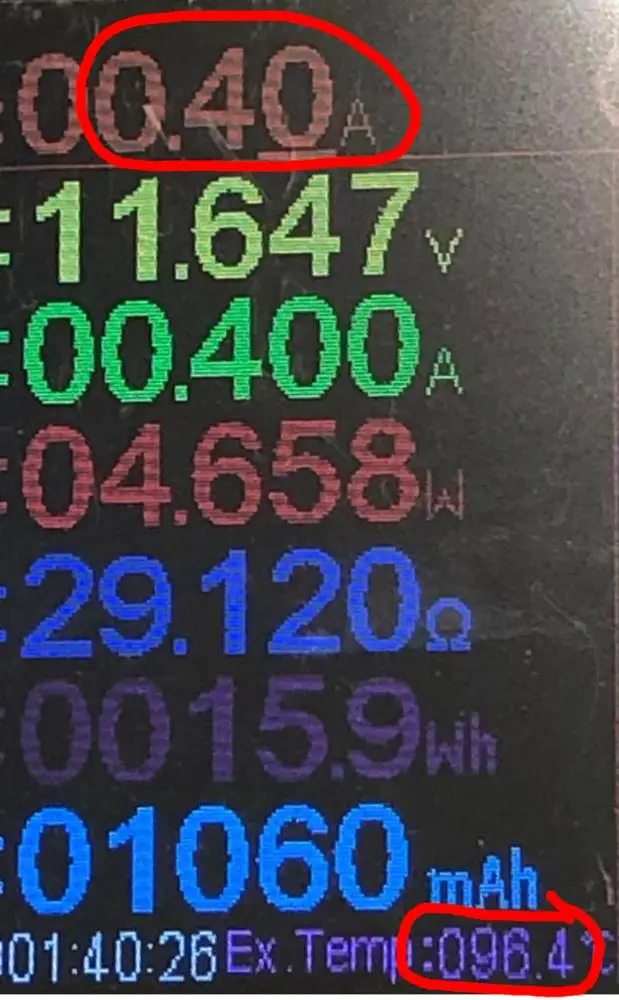 :00.40A
:11.647V
:00.400A
:04.658W
:29.120Ω
:0015.9Wh
:01060mAh
01:40:26 Ex.Temp:096.4℃